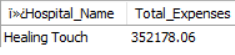 ï»¿Hospital_Name Total_Expenses
Healing Touch 352178.06